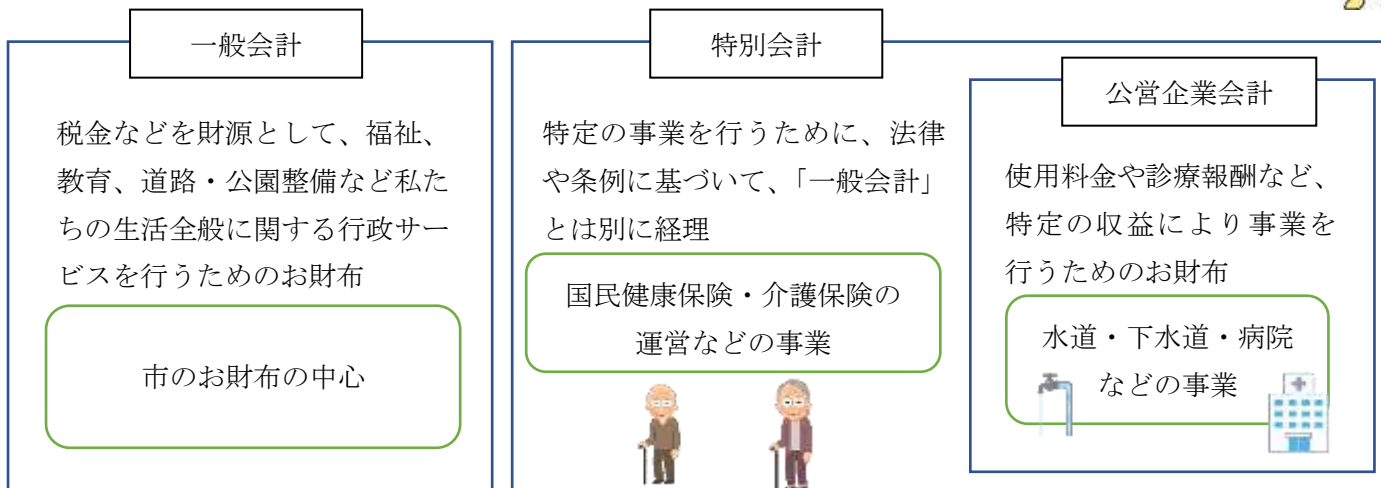 一般会計
税金などを財源として、福祉、
教育、道路・公園整備など私た
ちの生活全般に関する行政サー
ビスを行うためのお財布
市のお財布の中心
特別会計
特定の事業を行うために、法律
や条例に基づいて、「一般会計」
とは別に経理
国民健康保険・介護保険の
運営などの事業
公営企業会計
使用料金や診療報酬など、
特定の収益により事業を
行うためのお財布
水道・下水道・病院
などの事業